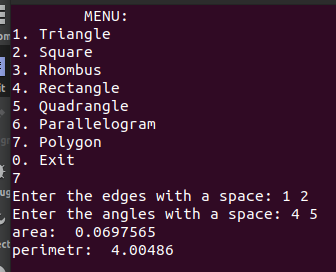 MENU:
1. Triangle
2. Square
3. Rhombus
4. Rectangle
5. Quadrangle
6. Parallelogram
7. Polygon
0. Exit
7
Enter the edges with a space: 1 2
Enter the angles with a space: 4 5
area:  0.0697565
perimetr:  4.00486